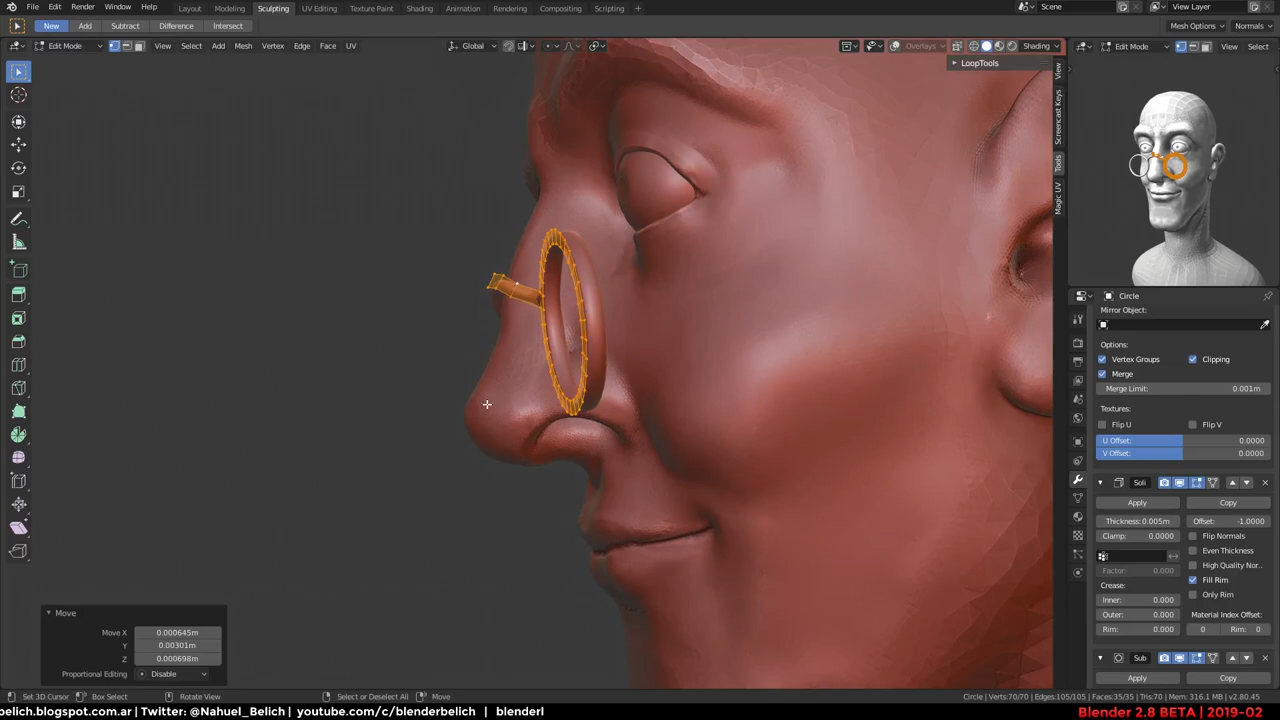 File Edit Render Window Help Layout Modeling Sculpting UV Editing Texture Paint Shading Animation Rendering Compositing Scripting + Scene View Layer
New Add Subtract Difference Intersect Mesh Options Normals
Edit Mode View Select Add Mesh Vertex Edge Face UV Global Overlays Shading Edit Mode View Select
LoopTools
View
Screencast Keys
Tools
Magic UV
Circle
Mirror Object:
Options:
Vertex Groups Clipping
Merge
Merge Limit: 0.001m
Textures:
Flip U Flip V
U Offset: 0.0000
V Offset: 0.0000
Soli
Apply Copy
Thickness: 0.005m Offset: -1.0000
Clamp: 0.0000 Flip Normals
Even Thickness
High Quality Nor..
Factor: 0.000
Crease: Fill Rim
Inner: 0.000 Only Rim
Outer: 0.000 Material Index Offset:
Rim: 0.000 0 Rim: 0
Sub
Apply Copy
Move
Move X 0.000645m
Y 0.00301m
Z 0.000698m
Proportional Editing Disable
Set 3D Cursor Box Select Rotate View Select or Deselect All Move Circle | Verts:70/70 | Edges:105/105 | Faces:35/35 | Tris:70 | Mem: 316.1 MB | v2.80.45
belich.blogspot.com.ar | Twitter: @Nahuel_Belich | youtube.com/c/blenderbelich | blenderl Blender 2.8 BETA | 2019-02